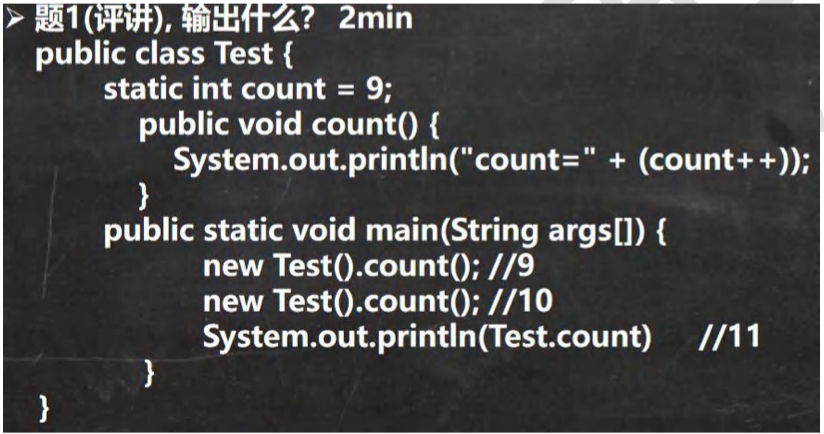 ➢ 题1(评讲), 输出什么? 2min
public class Test {
static int count = 9;
public void count() {
System.out.println("count=" + (count++));
}
public static void main(String args[]) {
new Test().count(); //9
new Test().count(); //10
System.out.println(Test.count) //11
}
}